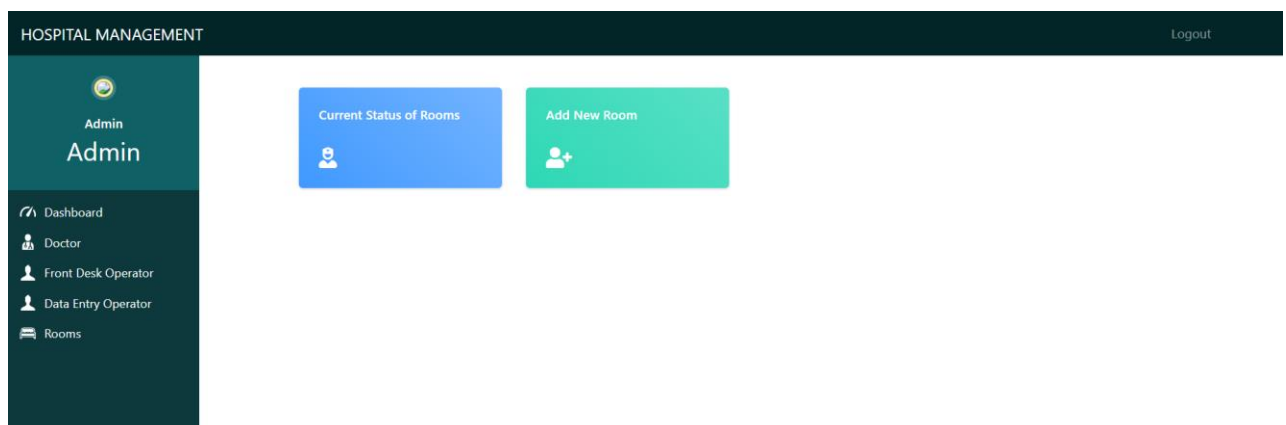 HOSPITAL MANAGEMENT
Logout
Admin
Admin
Dashboard
Doctor
Front Desk Operator
Data Entry Operator
Rooms
Current Status of Rooms
Add New Room